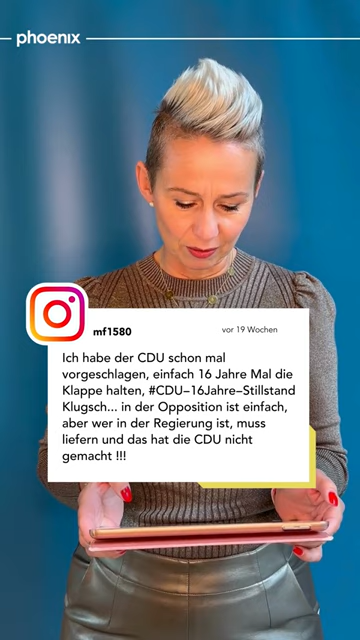 phoenix
mf1580
vor 19 Wochen
Ich habe der CDU schon mal
vorgeschlagen, einfach 16 Jahre Mal die
Klappe halten, #CDU–16Jahre–Stillstand
Klugsch... in der Opposition ist einfach,
aber wer in der Regierung ist, muss
liefern und das hat die CDU nicht
gemacht !!!